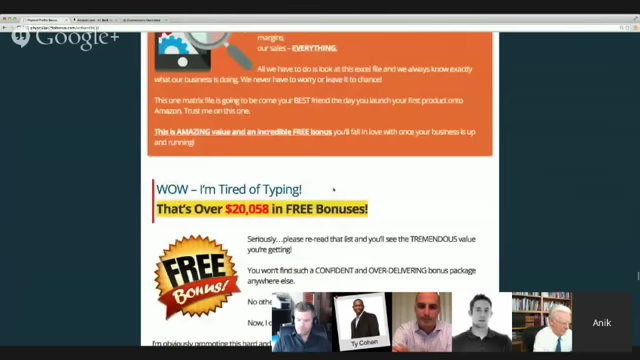 Google+
margins,
our sales – EVERYTHING.
All we have to do is look at this excel file and we always know exactly
what our business is doing. We never have to worry or leave it to chance!
This one matrix file, is going to be come your BEST friend the day you launch your first product onto
Amazon. Trust me on this one.
This is AMAZING value and an incredible FREE bonus you'll fall in love with once your business is up
and running!
WOW – I'm Tired of Typing!
That's Over $20,058 in FREE Bonuses!
Seriously...please re-read that list and you'll see the TREMENDOUS value
you're getting!
FREE
Bonus!
You won't find such a CONFIDENT and OVER-DELIVERING bonus package
anywhere else.
No othe
Now, I
I'm obviously promoting this hard and
Ty Cohan
Anik